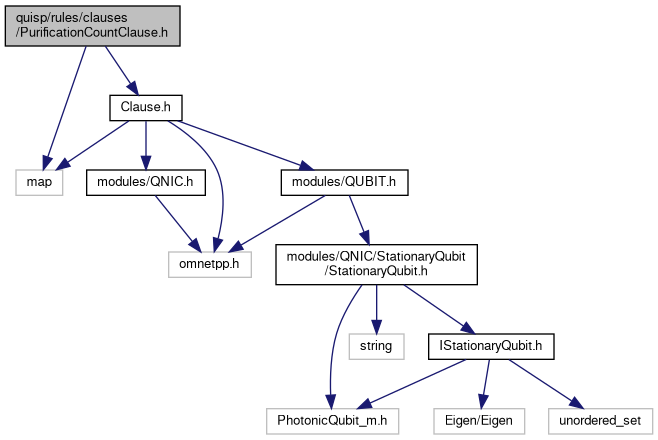 quisp/rules/clauses
/PurificationCountClause.h
Clause.h
map
modules/QNIC.h
modules/QUBIT.h
omnetpp.h
modules/QNIC/StationaryQubit
/StationaryQubit.h
string
IStationaryQubit.h
PhotonicQubit_m.h
Eigen/Eigen
unordered_set